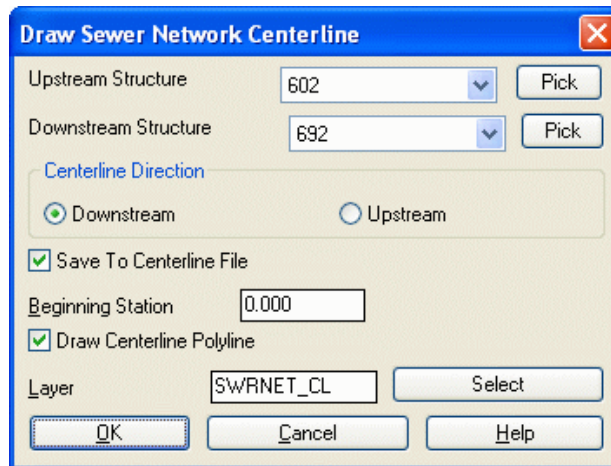 Draw Sewer Network Centerline
Upstream Structure 602 Pick
Downstream Structure 692 Pick
Centerline Direction
Downstream Upstream
Save To Centerline File
Beginning Station 0.000
Draw Centerline Polyline
Layer SWRNET_CL Select
OK Cancel Help